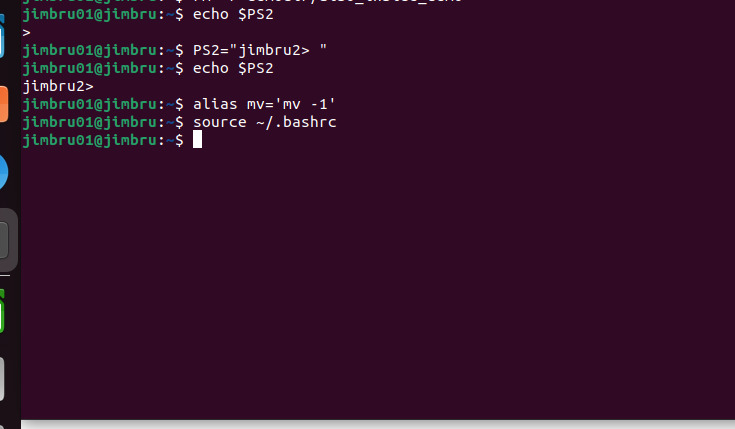 jimbru01@jimbru:~$ echo $PS2
>
jimbru01@jimbru:~$ PS2="jimbru2> "
jimbru01@jimbru:~$ echo $PS2
jimbru2>
jimbru01@jimbru:~$ alias mv='mv -1'
jimbru01@jimbru:~$ source ~/.bashrc
jimbru01@jimbru:~$